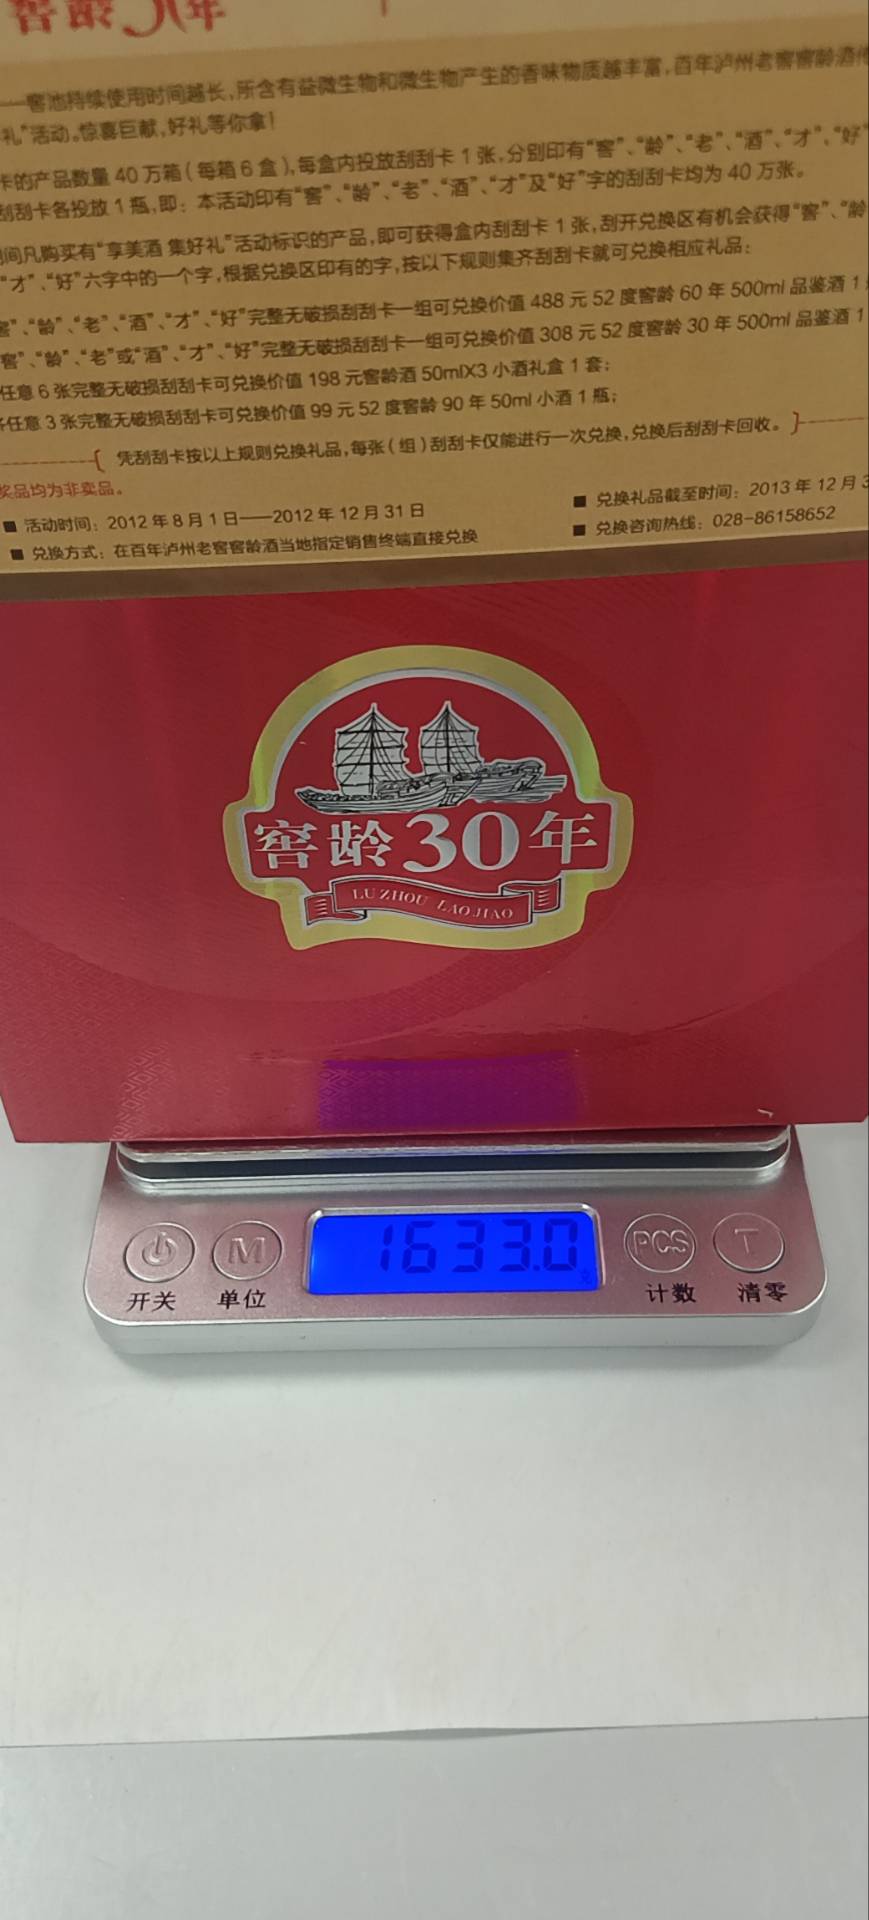 窖龄30年
——窖池持续使用时间越长,所含有益微生物和微生物产生的香味物质越丰富,百年泸州老窖窖龄酒
礼”活动。惊喜巨献,好礼等你拿!
卡的产品数量40万箱(每箱6盒),每盒内投放刮刮卡1张,分别印有“窖”、“龄”、“老”、“酒”、“才”、“好”
刮刮卡各投放1瓶,即:本活动印有“窖”、“龄”、“老”、“酒”、“才”及“好”字的刮刮卡均为40万张。
间凡购买有“享美酒 集好礼”活动标识的产品,即可获得盒内刮刮卡1张,刮开兑换区有机会获得“窖”、“龄
“才”、“好”六字中的一个字,根据兑换区印有的字,按以下规则集齐刮刮卡就可兑换相应礼品:
窖”、“龄”、“老”、“酒”、“才”、“好”完整无破损刮刮卡一组可兑换价值488元52度窖龄60年500ml品鉴酒1
“窖”、“龄”、“老”或“酒”、“才”、“好”完整无破损刮刮卡一组可兑换价值308元52度窖龄30年500ml品鉴酒1
任意6张完整无破损刮刮卡可兑换价值198元窖龄酒50mlX3小酒礼盒1套;
任意3张完整无破损刮刮卡可兑换价值99元52度窖龄90年50ml小酒1瓶;
凭刮刮卡按以上规则兑换礼品,每张(组)刮刮卡仅能进行一次兑换,兑换后刮刮卡回收。
奖品均为非卖品。
■ 活动时间:2012年8月1日——2012年12月31日
■ 兑换礼品截至时间:2013年12月3
■ 兑换方式:在百年泸州老窖窖龄酒当地指定销售终端直接兑换
■ 兑换咨询热线:028-86158652
窖龄30年
LUZHOU LAOJIAO
1633.0
M
PCS
T
开关
单位
计数
清零